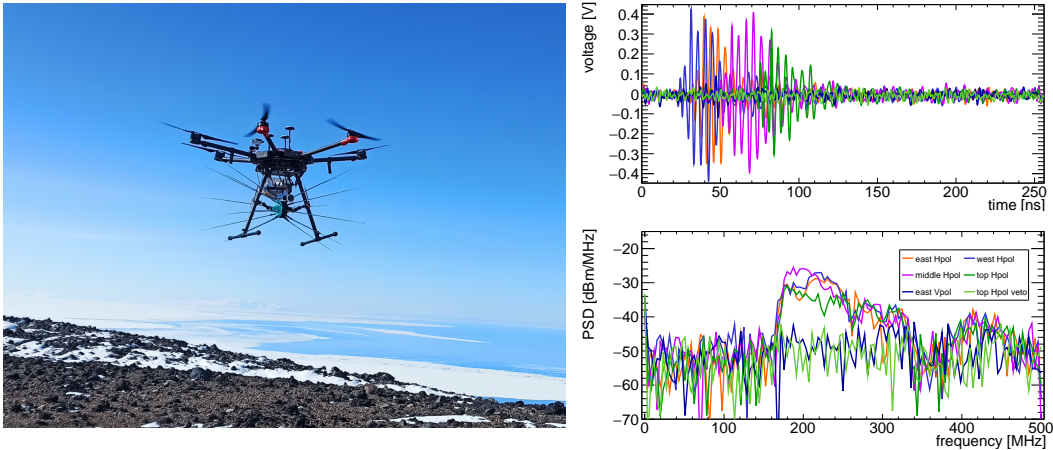 voltage [V]
0.4
0.3
0.2
0.1
0
−0.1
−0.2
−0.3
−0.4
0 50 100 150 200 250
time [ns]
PSD [dBm/MHz]
−20
−30
−40
−50
−60
−70
east Hpol west Hpol
middle Hpol top Hpol
east Vpol top Hpol veto
0 100 200 300 400 500
frequency [MHz]